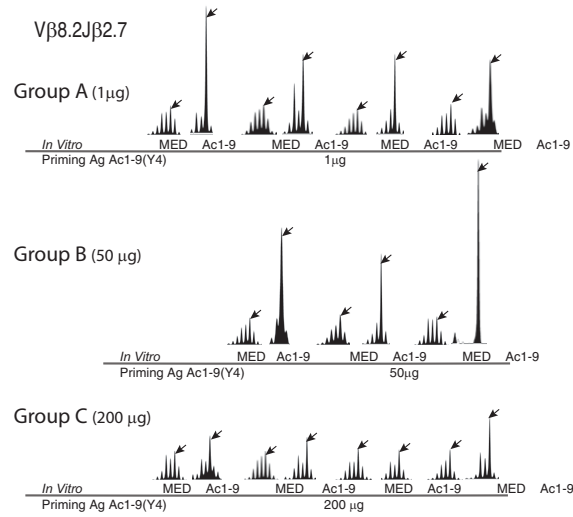 Vβ8.2Jβ2.7
Group A (1μg)
In Vitro MED Ac1-9 MED Ac1-9 MED Ac1-9 MED Ac1-9
Priming Ag Ac1-9(Y4) 1μg
Group B (50 μg)
In Vitro MED Ac1-9 MED Ac1-9 MED Ac1-9
Priming Ag Ac1-9(Y4) 50μg
Group C (200 μg)
In Vitro MED Ac1-9 MED Ac1-9 MED Ac1-9 MED Ac1-9
Priming Ag Ac1-9(Y4) 200 μg